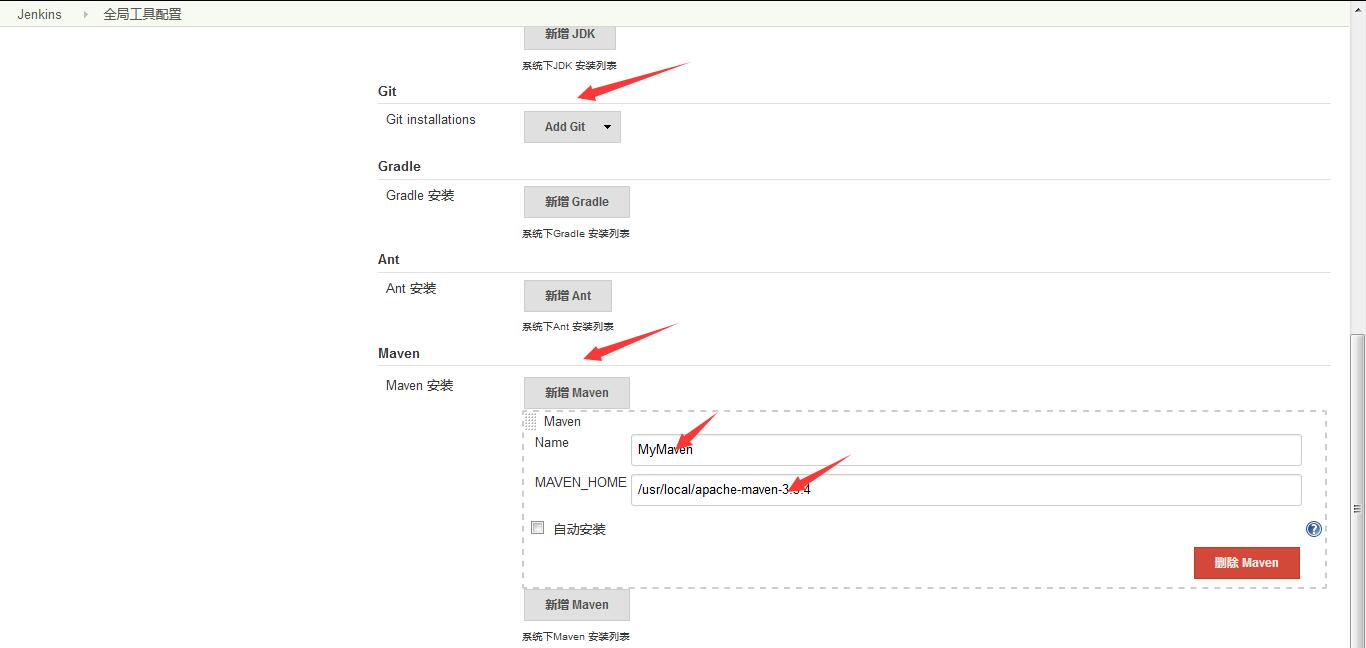 Jenkins 全局工具配置
新增 JDK
系统下JDK 安装列表
Git
Git installations
Add Git
Gradle
Gradle 安装
新增 Gradle
系统下Gradle 安装列表
Ant
Ant 安装
新增 Ant
系统下Ant 安装列表
Maven
Maven 安装
新增 Maven
Maven
Name
MyMaven
MAVEN_HOME
/usr/local/apache-maven-3
自动安装
?
删除 Maven
新增 Maven
系统下Maven 安装列表